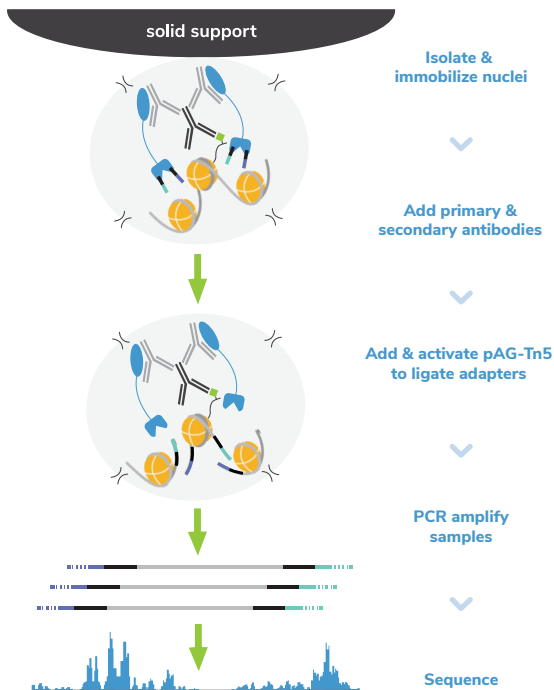 solid support
Isolate &
immobilize nuclei
Add primary &
secondary antibodies
Add & activate pAG-Tn5
to ligate adapters
PCR amplify
samples
Sequence